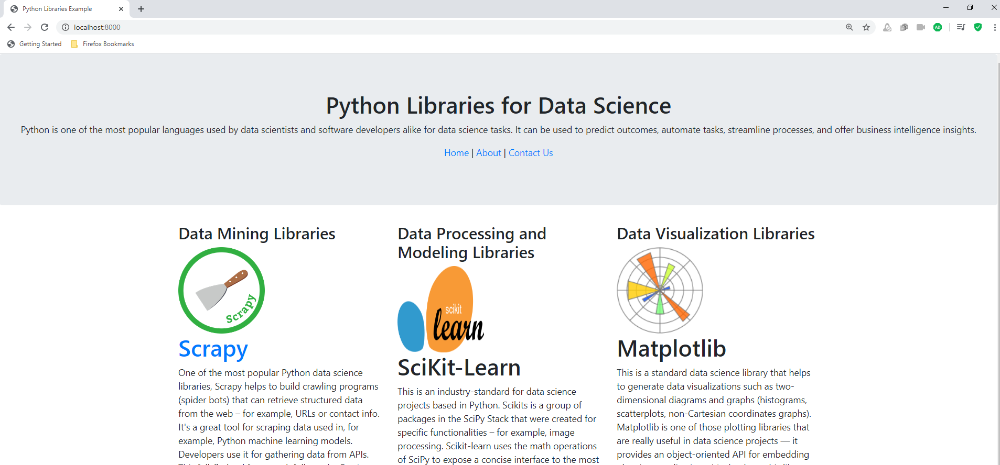 Python Libraries Example
localhost:8000
AD
Getting Started
Firefox Bookmarks
Python Libraries for Data Science
Python is one of the most popular languages used by data scientists and software developers alike for data science tasks. It can be used to predict outcomes, automate tasks, streamline processes, and offer business intelligence insights.
Home | About | Contact Us
Data Mining Libraries
Scrapy
Scrapy
One of the most popular Python data science
libraries, Scrapy helps to build crawling programs
(spider bots) that can retrieve structured data
from the web – for example, URLs or contact info.
It's a great tool for scraping data used in, for
example, Python machine learning models.
Developers use it for gathering data from APIs.
Data Processing and
Modeling Libraries
scikit
learn
SciKit-Learn
This is an industry-standard for data science
projects based in Python. Scikits is a group of
packages in the SciPy Stack that were created for
specific functionalities – for example, image
processing. Scikit-learn uses the math operations
of SciPy to expose a concise interface to the most
Data Visualization Libraries
Matplotlib
This is a standard data science library that helps
to generate data visualizations such as two-
dimensional diagrams and graphs (histograms,
scatterplots, non-Cartesian coordinates graphs).
Matplotlib is one of those plotting libraries that
are really useful in data science projects — it
provides an object-oriented API for embedding